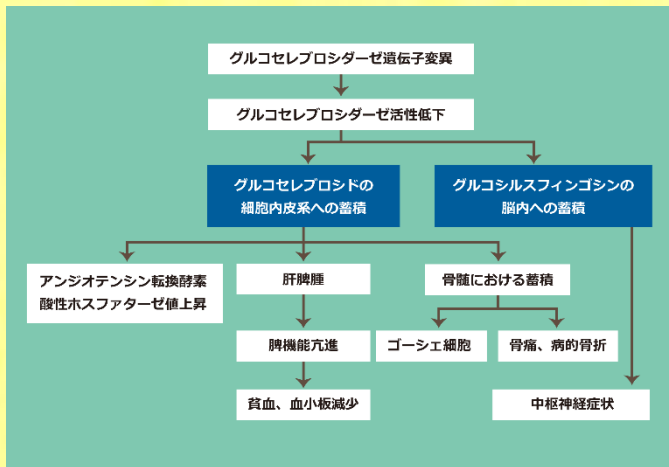 グルコセレブロシダーゼ遺伝子変異
グルコセレブロシダーゼ活性低下
グルコセレブロシドの
細胞内皮系への蓄積
グルコシルスフィンゴシンの
脳内への蓄積
アンジオテンシン転換酵素
酸性ホスファターゼ値上昇
肝脾腫
骨髄における蓄積
脾機能亢進
ゴーシェ細胞
骨痛、病的骨折
貧血、血小板減少
中枢神経症状